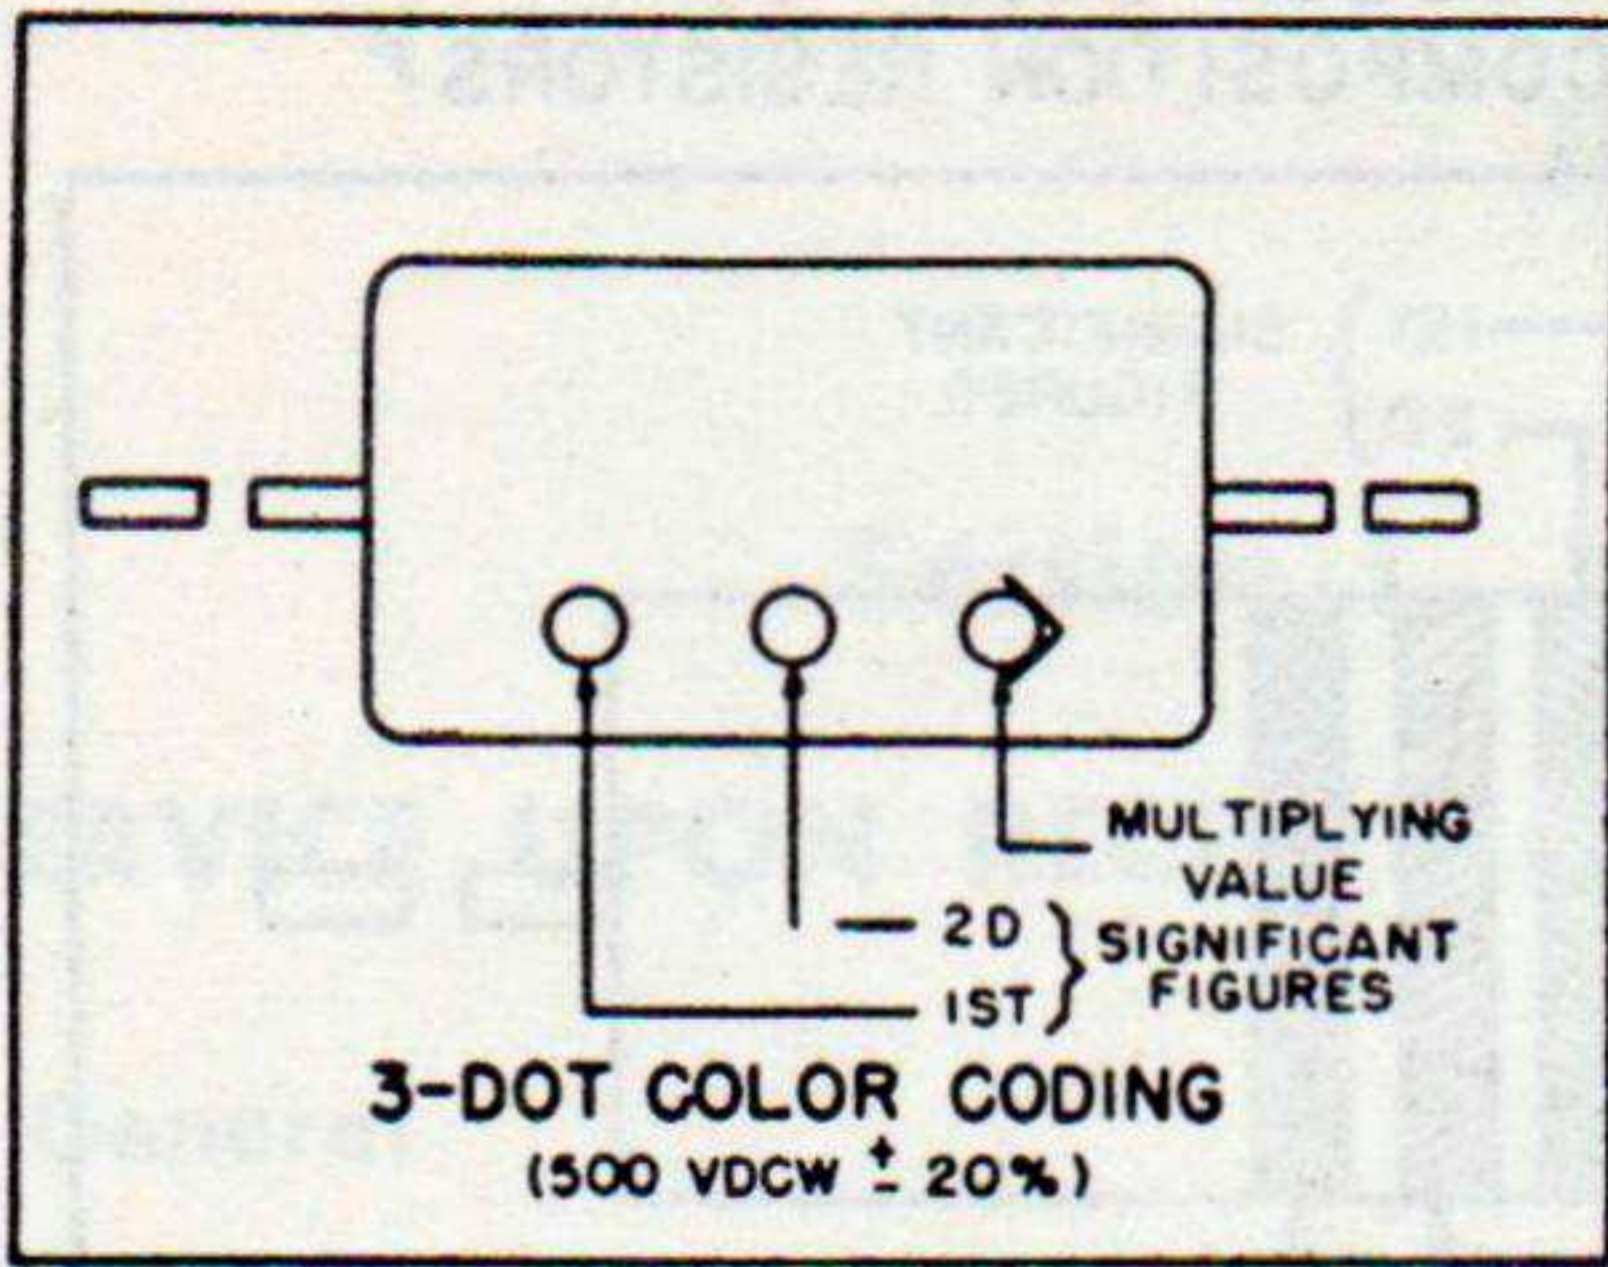 MULTIPLYING
VALUE
2D
SIGNIFICANT
1ST
FIGURES
3-DOT COLOR CODING
(500 VDCW ± 20%)